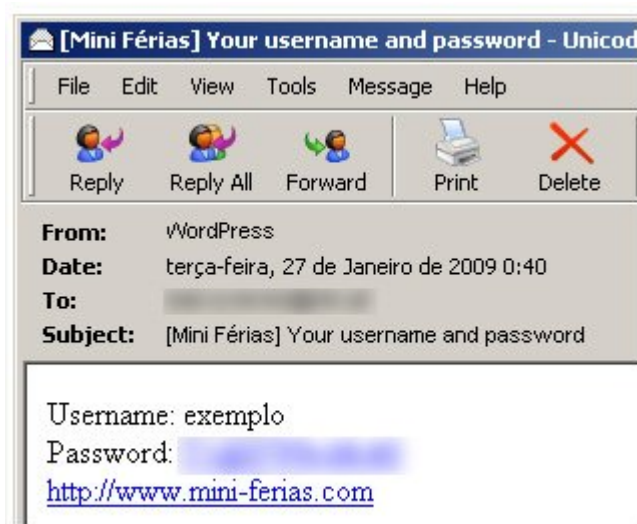 [Mini Férias] Your username and password - Unicod
File Edit View Tools Message Help
Reply Reply All Forward Print Delete
From: WordPress
Date: terça-feira, 27 de Janeiro de 2009 0:40
To:
Subject: [Mini Férias] Your username and password
Username: exemplo
Password:
http://www.mini-ferias.com